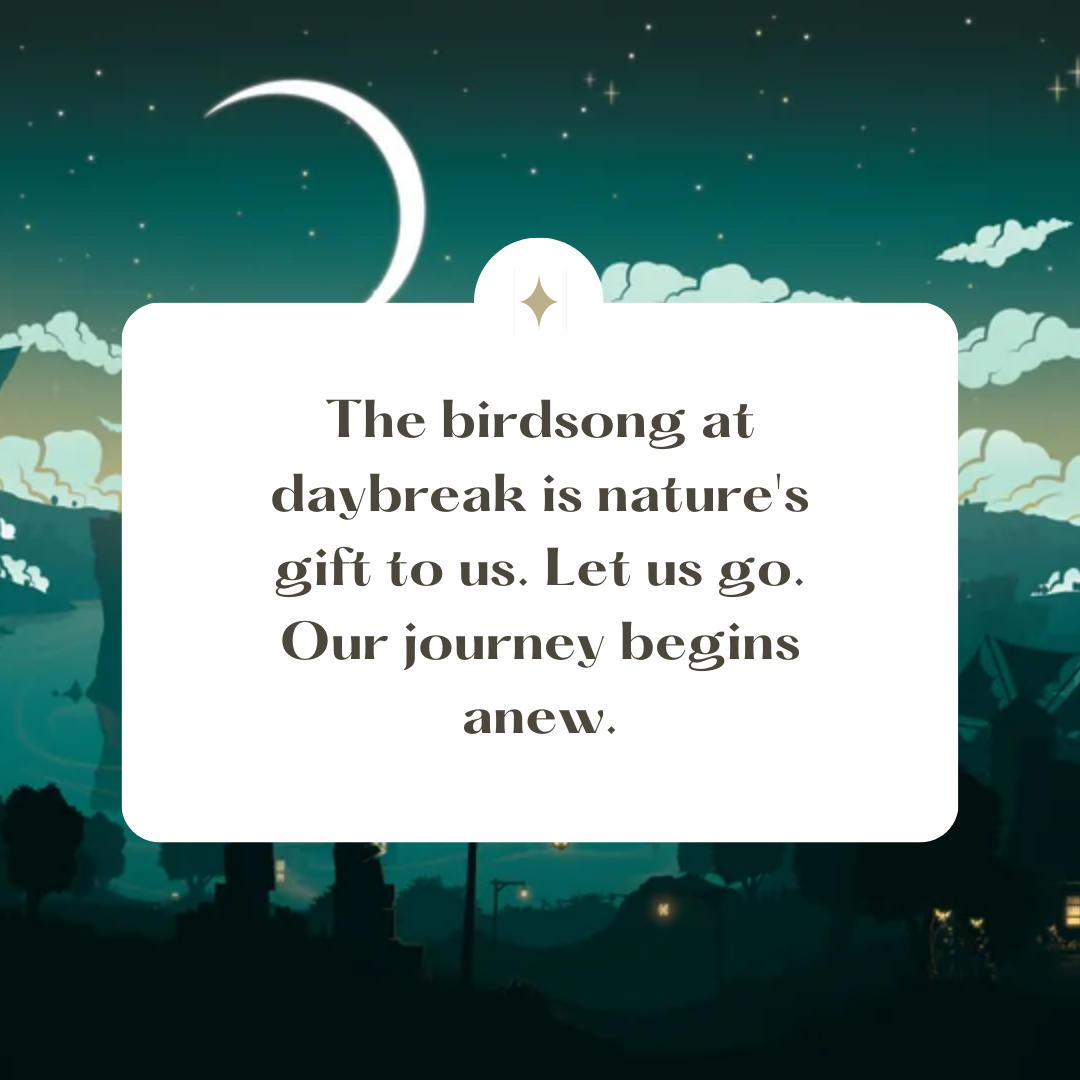 The birdsong at
daybreak is nature's
gift to us. Let us go.
Our journey begins
anew.